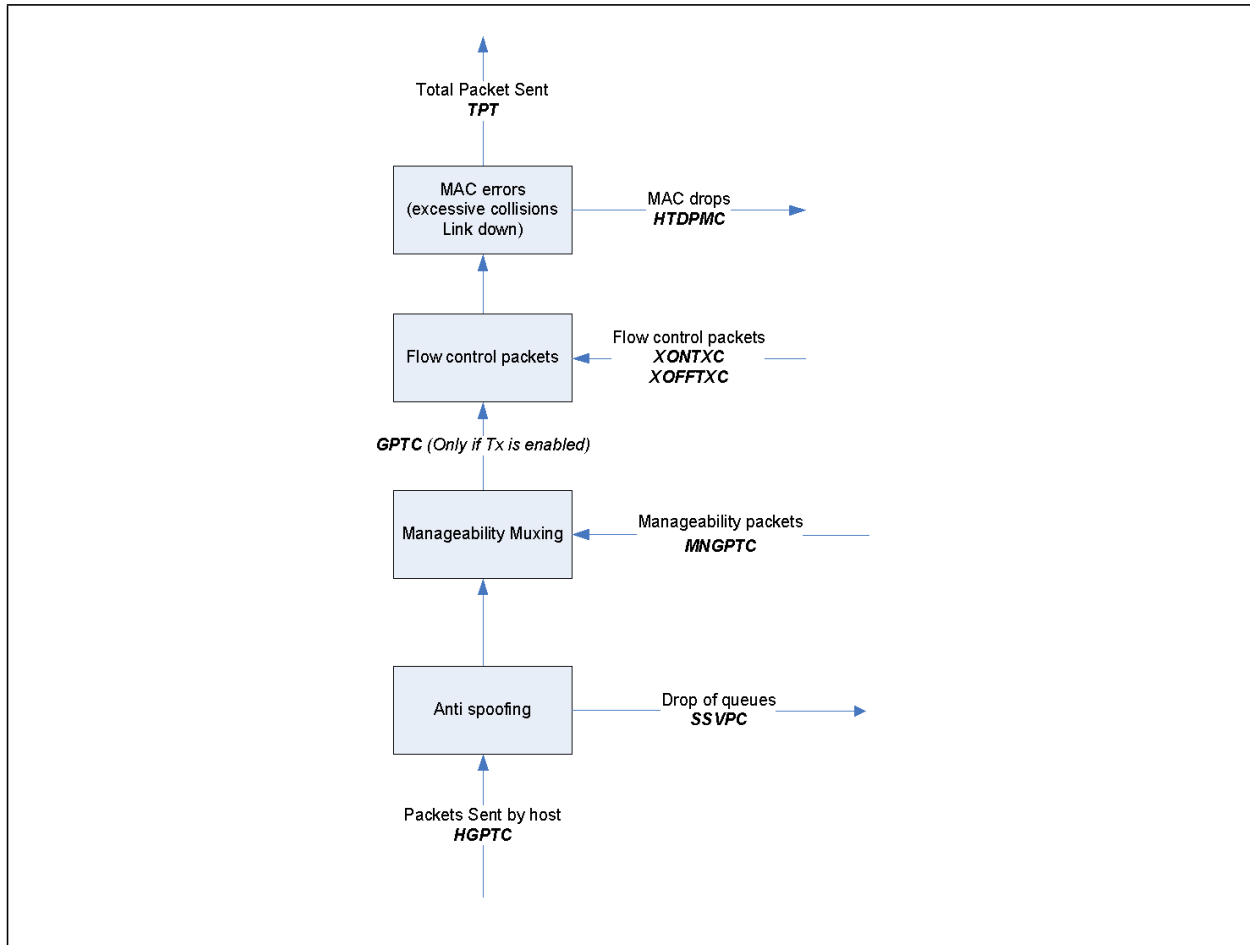 Total Packet Sent
TPT
MAC errors
(excessive collisions
Link down)
MAC drops
HTDPMC
Flow control packets
Flow control packets
XONTXC
XOFFTXC
GPTC (Only if Tx is enabled)
Manageability Muxing
Manageability packets
MNGPTC
Anti spoofing
Drop of queues
SSVPC
Packets Sent by host
HGPTC